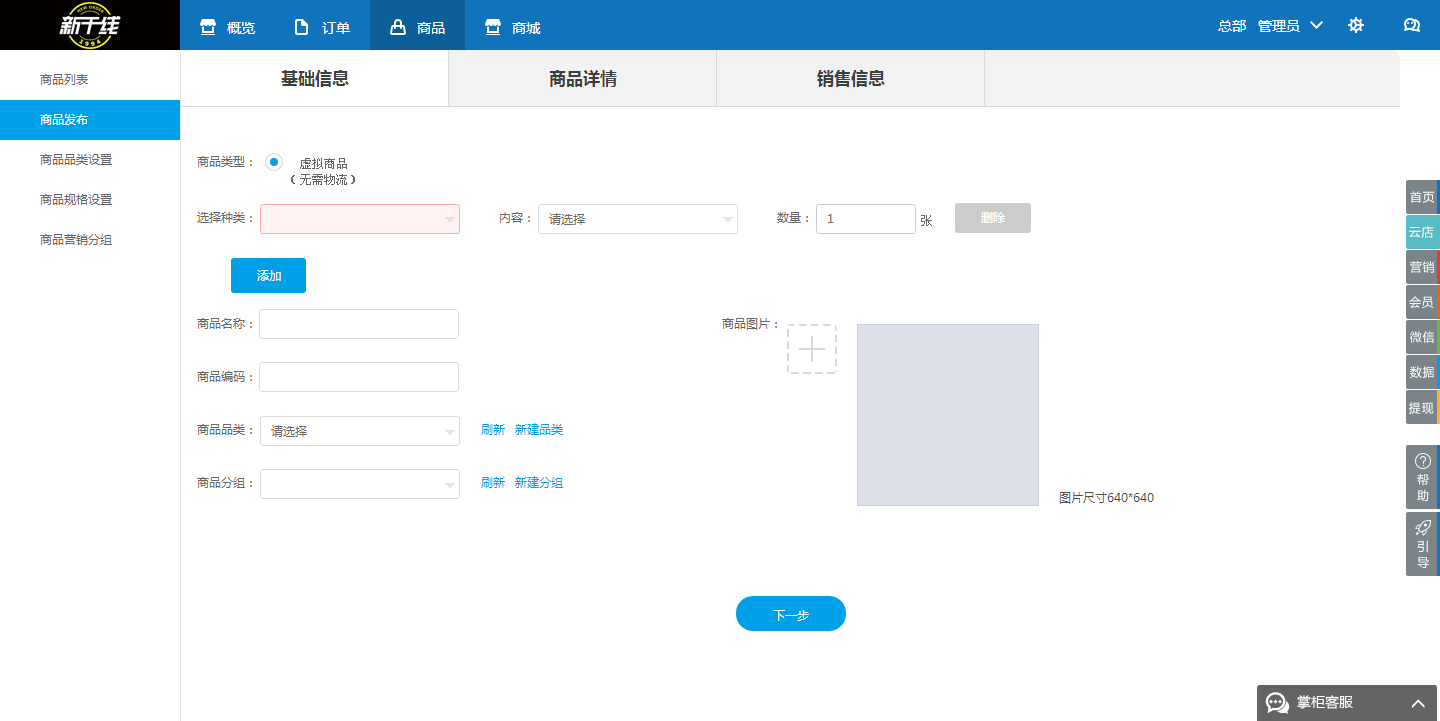 新干线
NEW ORDER
1994
概览
订单
商品
商城
总部 管理员
商品列表
商品发布
商品品类设置
商品规格设置
商品营销分组
基础信息
商品详情
销售信息
商品类型：
虚拟商品
（无需物流）
选择种类：
内容：
请选择
数量：
1
张
删除
添加
商品名称：
商品图片：
商品编码：
商品品类：
请选择
刷新 新建品类
商品分组：
刷新 新建分组
图片尺寸640*640
下一步
首页
云店
营销
会员
微信
数据
提现
帮
助
引
导
掌柜客服